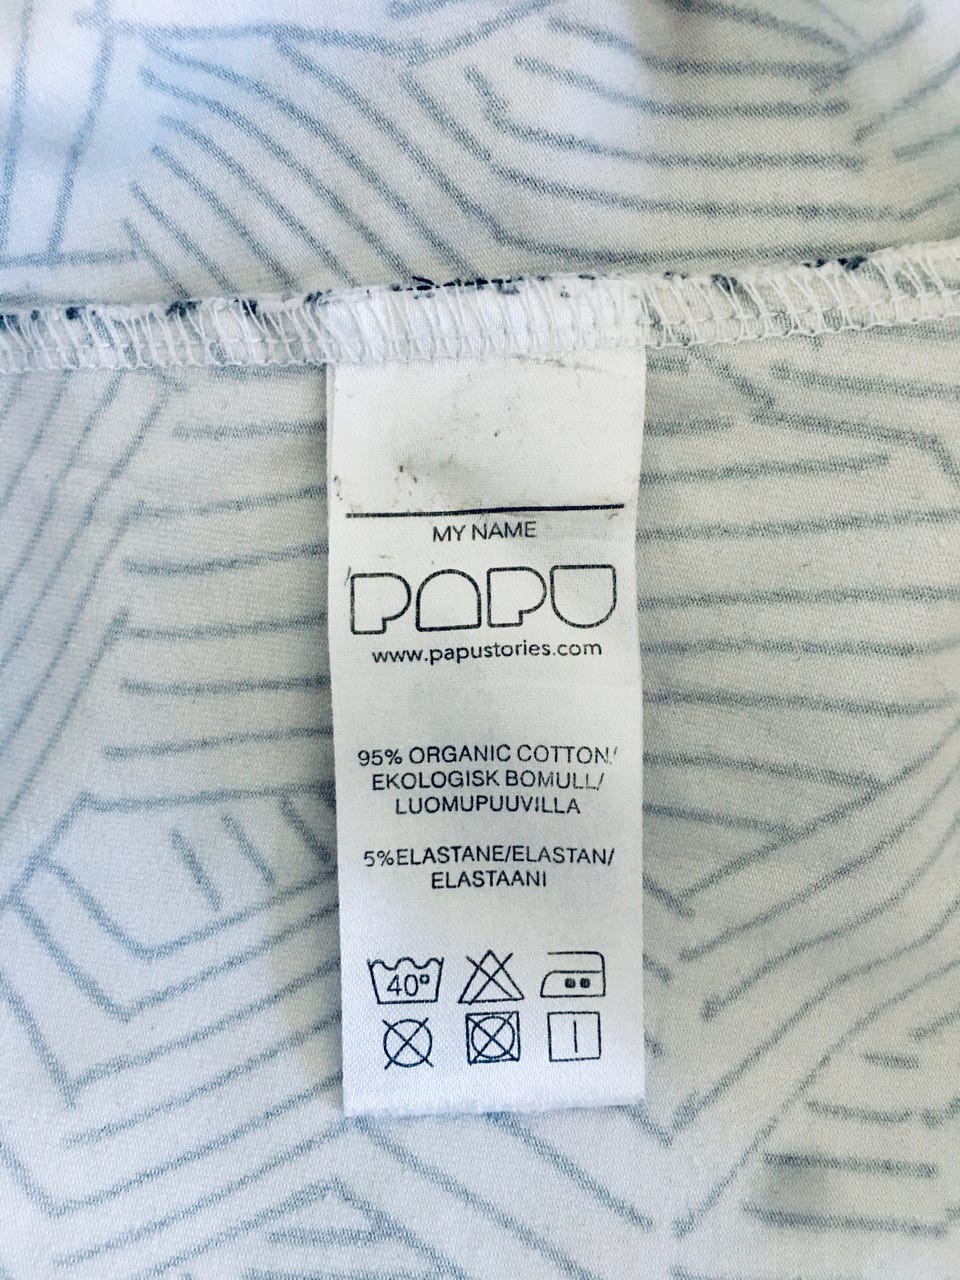 MY NAME
PAPU
www.papustories.com
95% ORGANIC COTTON/
EKOLOGISK BOMULL/
LUOMUPUUVILLA
5%ELASTANE/ELASTAN/
ELASTAANI
40°